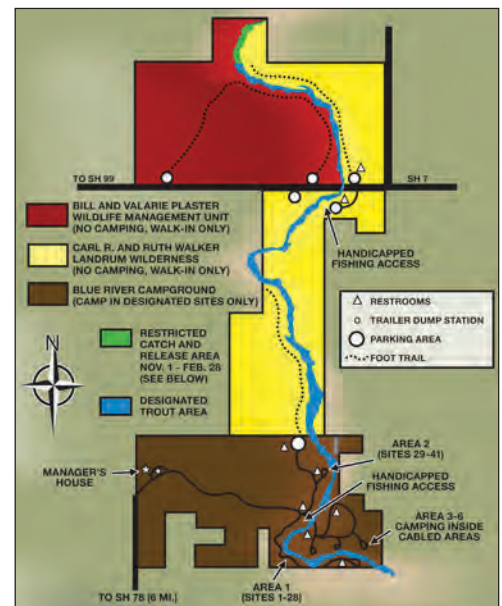 TO SH 99
SH 7
BILL AND VALARIE PLASTER
WILDLIFE MANAGEMENT UNIT
(NO CAMPING, WALK-IN ONLY)
CARL R. AND RUTH WALKER
LANDRUM WILDERNESS
(NO CAMPING, WALK-IN ONLY)
BLUE RIVER CAMPGROUND
(CAMP IN DESIGNATED SITES ONLY)
RESTRICTED
CATCH AND
RELEASE AREA
NOV. 1 - FEB. 28
(SEE BELOW)
DESIGNATED
TROUT AREA
N
HANDICAPPED
FISHING ACCESS
RESTROOMS
TRAILER DUMP STATION
PARKING AREA
FOOT TRAIL
MANAGER'S
HOUSE
AREA 2
(SITES 29-41)
HANDICAPPED
FISHING ACCESS
AREA 3-6
CAMPING INSIDE
CABLED AREAS
AREA 1
(SITES 1-28)
TO SH 78 (6 MI.)